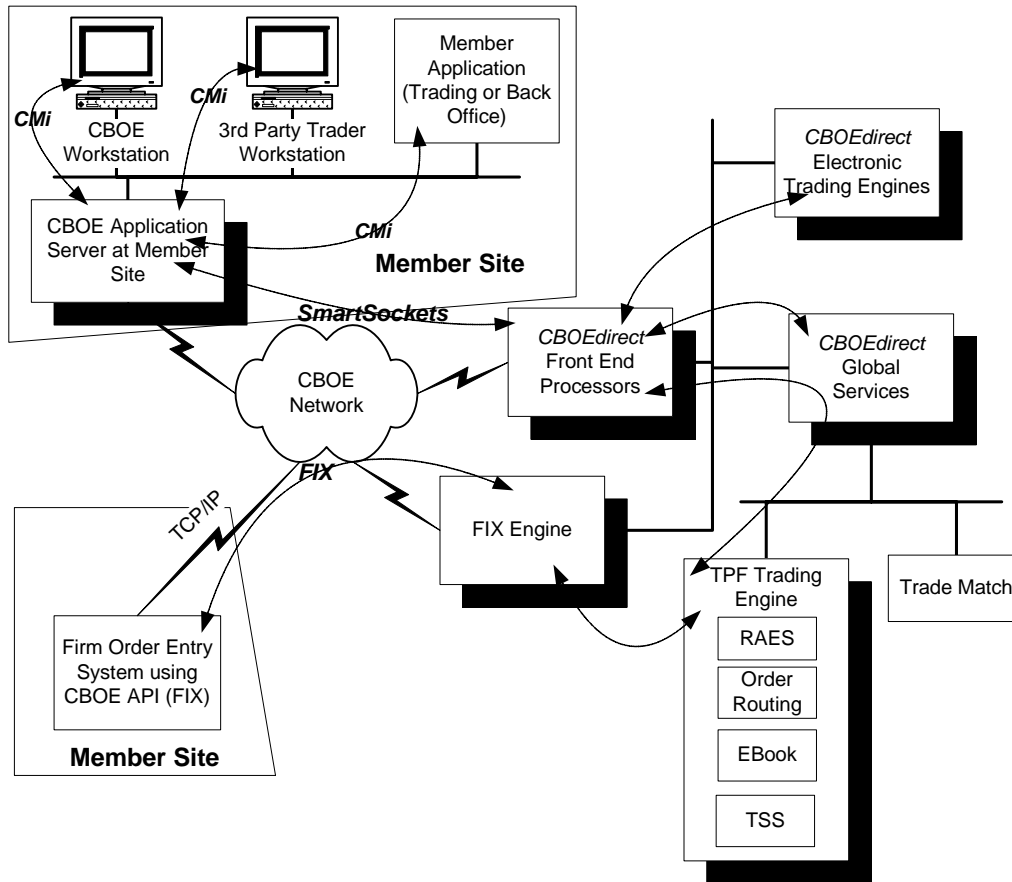 CMi
CBOE
Workstation
CMi
3rd Party Trader
Workstation
Member
Application
(Trading or Back
Office)
CBOE Application
Server at Member
Site
CMi
Member Site
SmartSockets
CBOE
Network
CBOEdirect
Front End
Processors
CBOEdirect
Electronic
Trading Engines
CBOEdirect
Global
Services
FIX
TCP/IP
FIX Engine
Firm Order Entry
System using
CBOE API (FIX)
Member Site
TPF Trading
Engine
RAES
Order
Routing
EBook
TSS
Trade Match